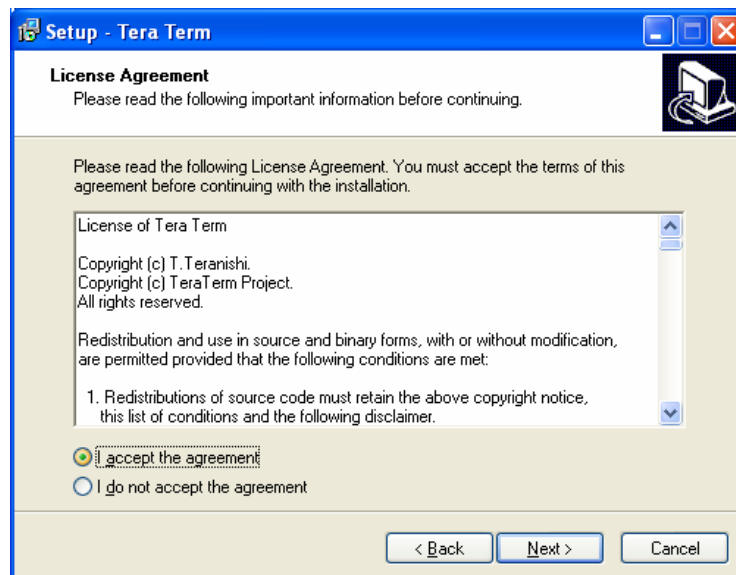 Setup - Tera Term
License Agreement
Please read the following important information before continuing.
Please read the following License Agreement. You must accept the terms of this
agreement before continuing with the installation.
License of Tera Term
Copyright (c) T.Teranishi.
Copyright (c) TeraTerm Project.
All rights reserved.
Redistribution and use in source and binary forms, with or without modification,
are permitted provided that the following conditions are met:
1. Redistributions of source code must retain the above copyright notice,
this list of conditions and the following disclaimer.
I accept the agreement
I do not accept the agreement
< Back Next > Cancel